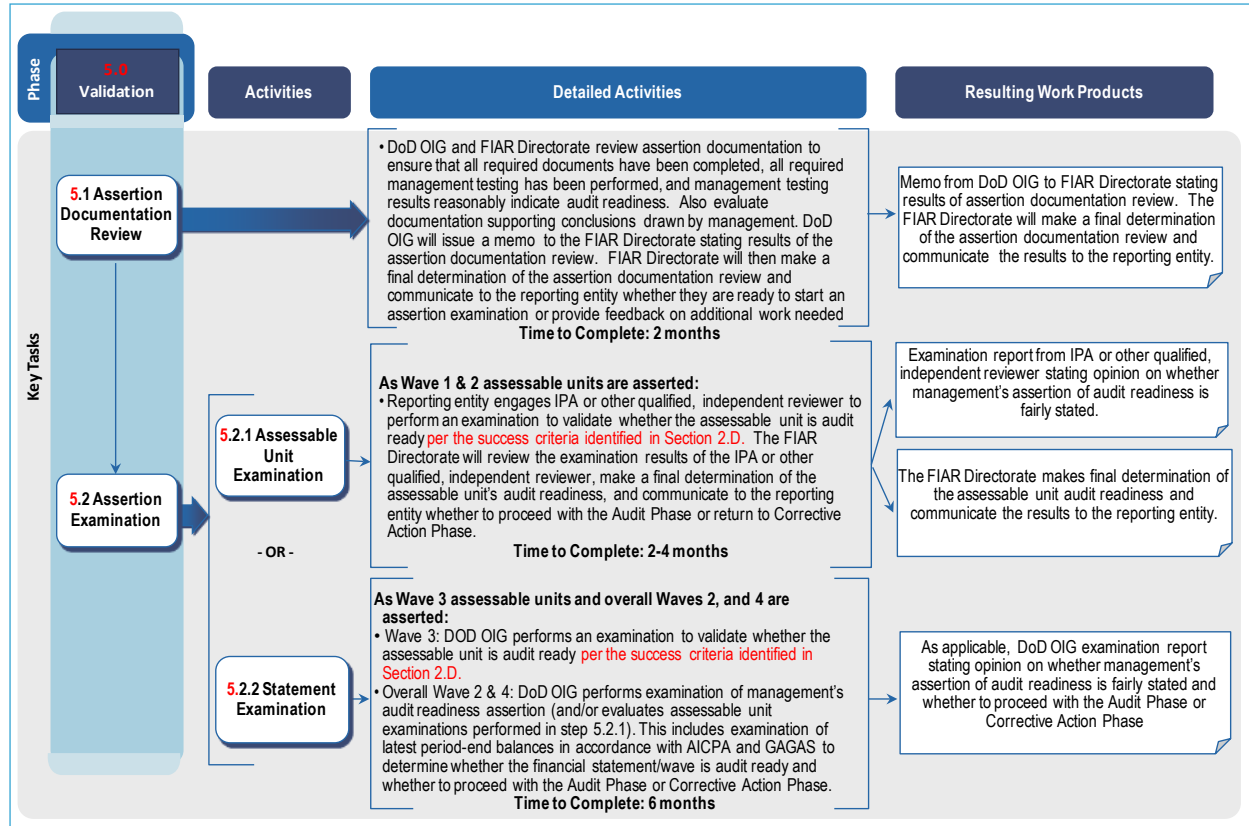 Phase
5.0
Validation
Activities
Detailed Activities
Resulting Work Products
Key Tasks
5.1 Assertion
Documentation
Review
• DoD OIG and FIAR Directorate review assertion documentation to
ensure that all required documents have been completed, all required
management testing has been performed, and management testing
results reasonably indicate audit readiness. Also evaluate
documentation supporting conclusions drawn by management. DoD
OIG will issue a memo to the FIAR Directorate stating results of the
assertion documentation review. FIAR Directorate will then make a
final determination of the assertion documentation review and
communicate to the reporting entity whether they are ready to start an
assertion examination or provide feedback on additional work needed
Time to Complete: 2 months
Memo from DoD OIG to FIAR Directorate stating
results of assertion documentation review. The
FIAR Directorate will make a final determination
of the assertion documentation review and
communicate the results to the reporting entity.
5.2 Assertion
Examination
5.2.1 Assessable
Unit
Examination
As Wave 1 & 2 assessable units are asserted:
• Reporting entity engages IPA or other qualified, independent reviewer to
perform an examination to validate whether the assessable unit is audit
ready per the success criteria identified in Section 2.D. The FIAR
Directorate will review the examination results of the IPA or other
qualified, independent reviewer, make a final determination of the
assessable unit's audit readiness, and communicate to the reporting
entity whether to proceed with the Audit Phase or return to Corrective
Action Phase.
Time to Complete: 2-4 months
Examination report from IPA or other qualified,
independent reviewer stating opinion on whether
management's assertion of audit readiness is
fairly stated.
The FIAR Directorate makes final determination of
the assessable unit audit readiness and
communicate the results to the reporting entity.
- OR -
5.2.2 Statement
Examination
As Wave 3 assessable units and overall Waves 2, and 4 are
asserted:
• Wave 3: DOD OIG performs an examination to validate whether the
assessable unit is audit ready per the success criteria identified in
Section 2.D.
• Overall Wave 2 & 4: DoD OIG performs examination of management's
audit readiness assertion (and/or evaluates assessable unit
examinations performed in step 5.2.1). This includes examination of
latest period-end balances in accordance with AICPA and GAGAS to
determine whether the financial statement/wave is audit ready and
whether to proceed with the Audit Phase or Corrective Action Phase.
Time to Complete: 6 months
As applicable, DoD OIG examination report
stating opinion on whether management's
assertion of audit readiness is fairly stated and
whether to proceed with the Audit Phase or
Corrective Action Phase